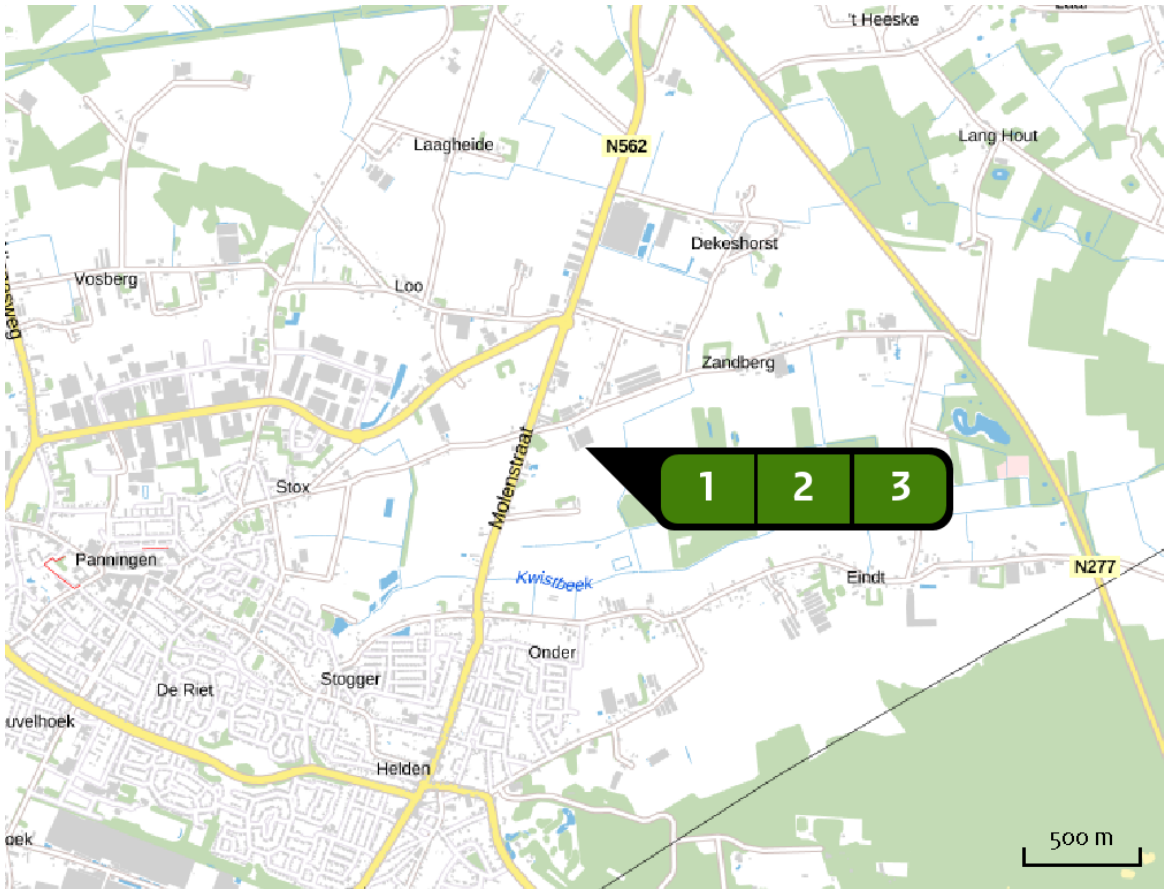 Laar
't Heeske
Lang Hout
Laagheide
N562
Dekeshorst
Vosberg
Loo
Zandberg
Molenstraat
1 2 3
Stox
Panningen
Kwistbeek
Eindt
N277
Onder
Stogger
De Riet
uvelhoek
Helden
oek
500 m